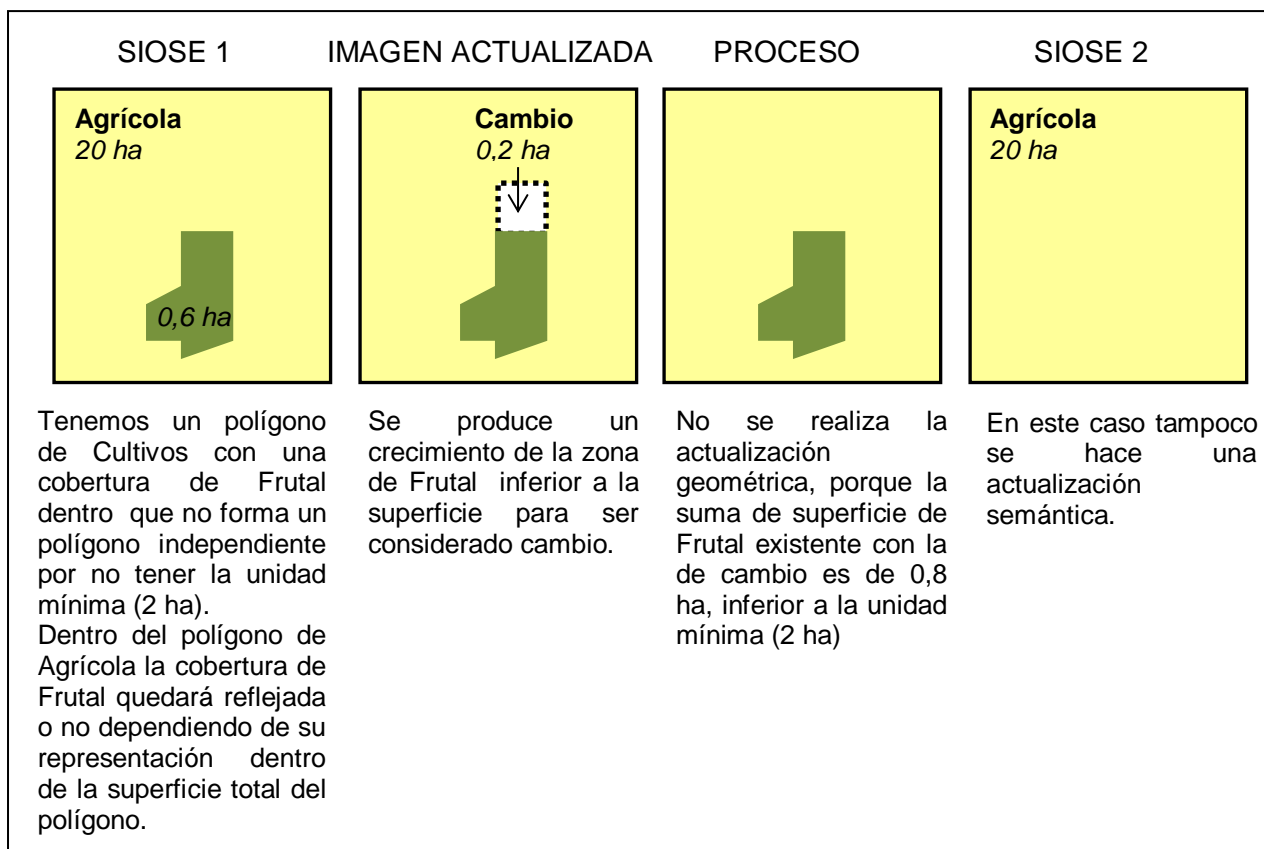 SIOSE 1
IMAGEN ACTUALIZADA
PROCESO
SIOSE 2
Agrícola
20 ha
0,6 ha
Cambio
0,2 ha
Agrícola
20 ha
Tenemos un polígono
de Cultivos con una
cobertura de Frutal
dentro que no forma un
polígono independiente
por no tener la unidad
mínima (2 ha).
Dentro del polígono de
Agrícola la cobertura de
Frutal quedará reflejada
o no dependiendo de su
representación dentro
de la superficie total del
polígono.
Se produce un
crecimiento de la zona
de Frutal inferior a la
superficie para ser
considerado cambio.
No se realiza la
actualización
geométrica, porque la
suma de superficie de
Frutal existente con la
de cambio es de 0,8
ha, inferior a la unidad
mínima (2 ha)
En este caso tampoco
se hace una
actualización
semántica.